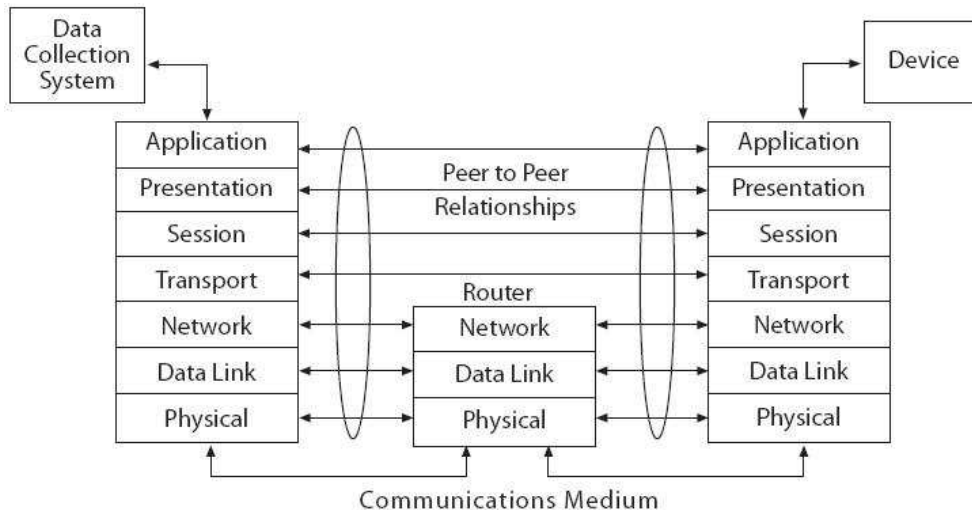 Data
Collection
System
Device
Application
Presentation
Session
Transport
Network
Data Link
Physical
Peer to Peer
Relationships
Router
Network
Data Link
Physical
Application
Presentation
Session
Transport
Network
Data Link
Physical
Communications Medium